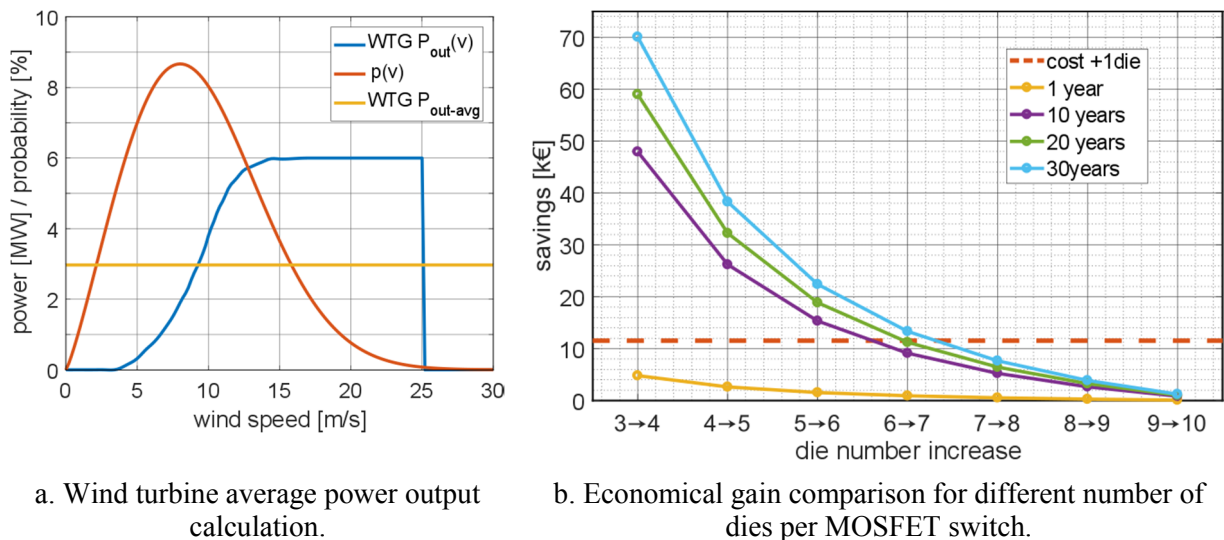 power [MW] / probability [%]
10
8
6
4
2
0
0 5 10 15 20 25 30
wind speed [m/s]
WTG P_out(v)
p(v)
WTG P_out-avg
a. Wind turbine average power output
calculation.
savings [k€]
70
60
50
40
30
20
10
0
3→4 4→5 5→6 6→7 7→8 8→9 9→10
die number increase
cost +1die
1 year
10 years
20 years
30years
b. Economical gain comparison for different number of
dies per MOSFET switch.